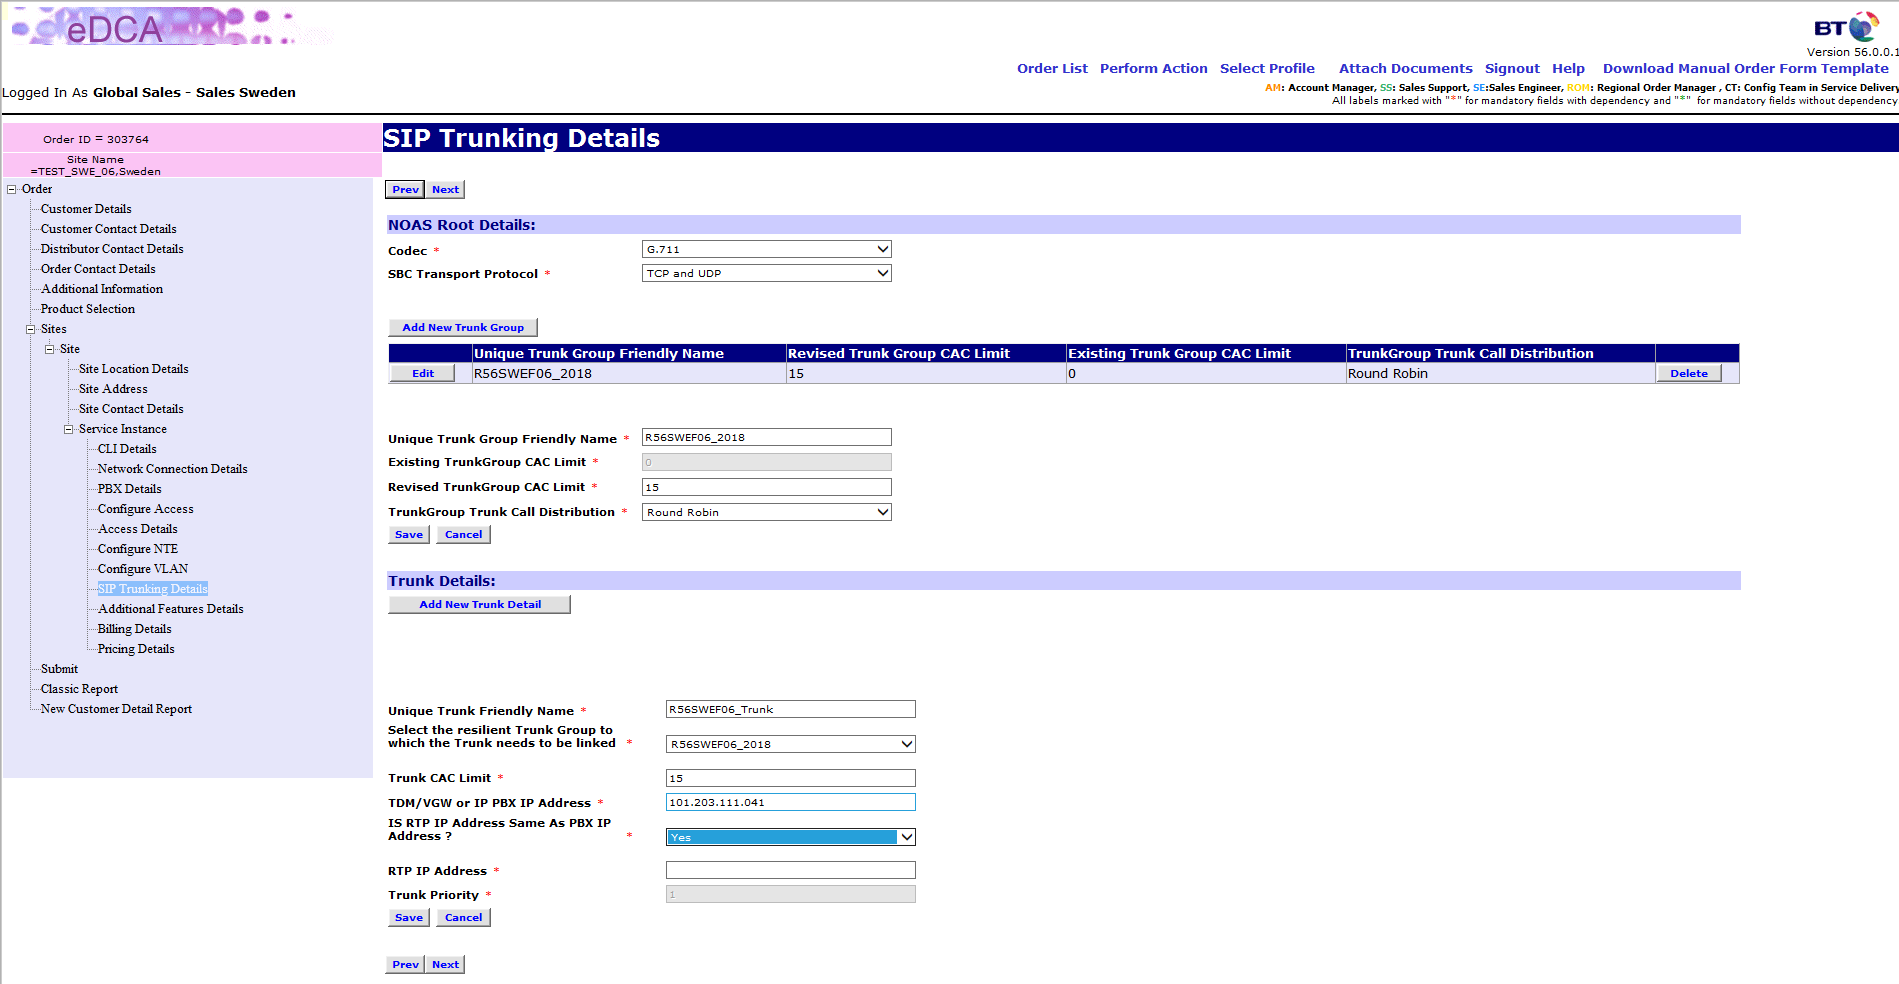 eDCA
BT
Version 56.0.0.1
Order List Perform Action Select Profile Attach Documents Signout Help Download Manual Order Form Template
Logged In As Global Sales - Sales Sweden
AM: Account Manager, SS: Sales Support, SE:Sales Engineer, ROM: Regional Order Manager , CT: Config Team in Service Delivery
All labels marked with "*" for mandatory fields with dependency and "*" for mandatory fields without dependency
Order ID = 303764
Site Name
=TEST_SWE_06,Sweden
Order
Customer Details
Customer Contact Details
Distributor Contact Details
Order Contact Details
Additional Information
Product Selection
Sites
Site
Site Location Details
Site Address
Site Contact Details
Service Instance
CLI Details
Network Connection Details
PBX Details
Configure Access
Access Details
Configure NTE
Configure VLAN
SIP Trunking Details
Additional Features Details
Billing Details
Pricing Details
Submit
Classic Report
New Customer Detail Report
SIP Trunking Details
Prev Next
NOAS Root Details:
Codec * G.711
SBC Transport Protocol * TCP and UDP
Add New Trunk Group
Unique Trunk Group Friendly Name Revised Trunk Group CAC Limit Existing Trunk Group CAC Limit TrunkGroup Trunk Call Distribution
Edit R56SWEF06_2018 15 0 Round Robin Delete
Unique Trunk Group Friendly Name * R56SWEF06_2018
Existing TrunkGroup CAC Limit * 0
Revised TrunkGroup CAC Limit * 15
TrunkGroup Trunk Call Distribution * Round Robin
Save Cancel
Trunk Details:
Add New Trunk Detail
Unique Trunk Friendly Name * R56SWEF06_Trunk
Select the resilient Trunk Group to
which the Trunk needs to be linked * R56SWEF06_2018
Trunk CAC Limit * 15
TDM/VGW or IP PBX IP Address * 101.203.111.041
IS RTP IP Address Same As PBX IP
Address ? * Yes
RTP IP Address *
Trunk Priority * 1
Save Cancel
Prev Next